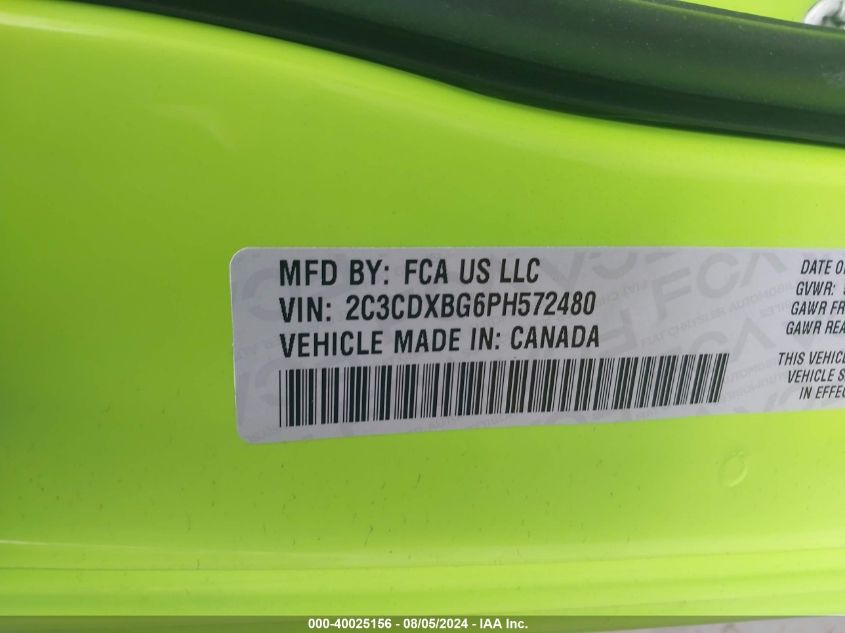 MFD BY: FCA US LLC
VIN: 2C3CDXBG6PH572480
VEHICLE MADE IN: CANADA
DATE O
GVWR:
GAWR FR
GAWR REA
THIS VEHICL
VEHICLE S
IN EFFEC
000-40025156 - 08/05/2024 - IAA Inc.